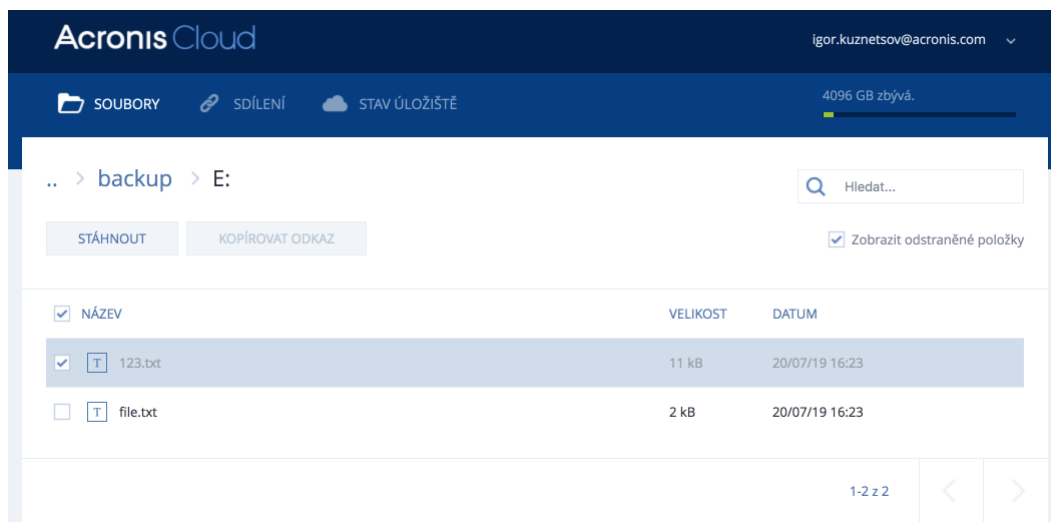 Acronis Cloud
igor.kuznetsov@acronis.com
SOUBORY SDÍLENÍ STAV ÚLOŽIŠTĚ 4096 GB zbývá.
.. > backup > E:
Hledat...
STÁHNOUT KOPÍROVAT ODKAZ Zobrazit odstraněné položky
NÁZEV VELIKOST DATUM
T 123.txt 11 kB 20/07/19 16:23
T file.txt 2 kB 20/07/19 16:23
1-2 z 2